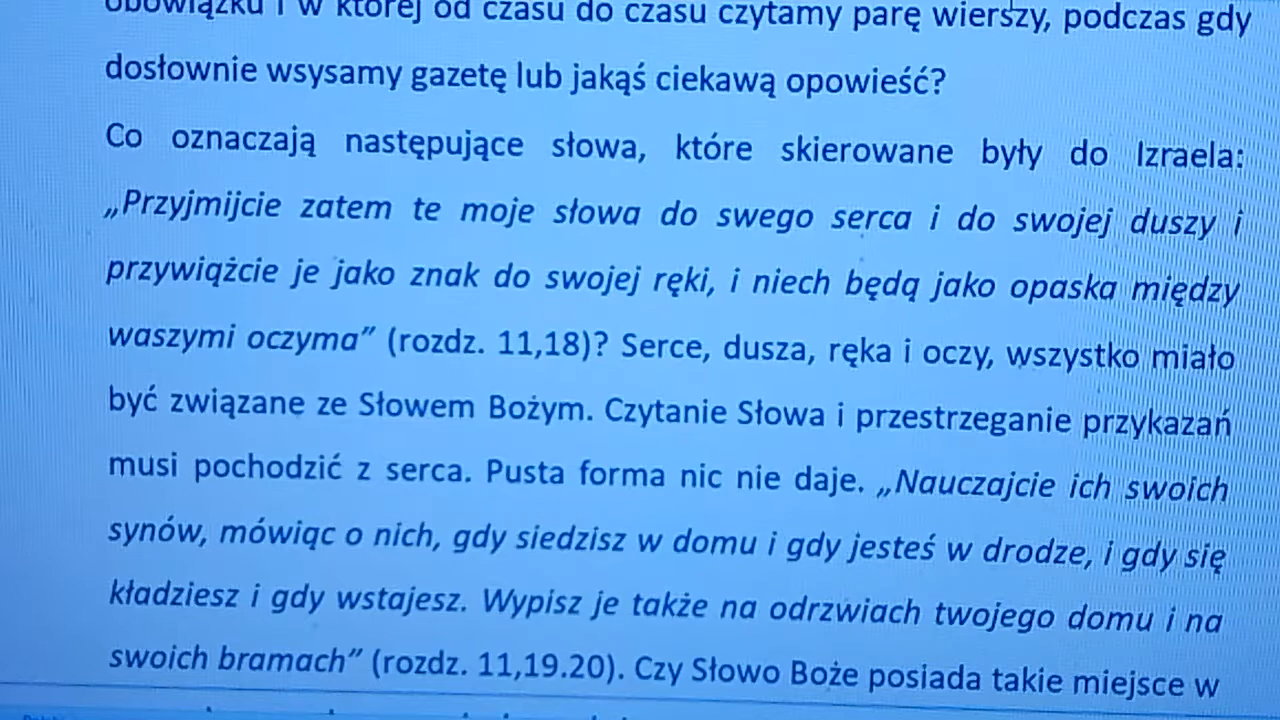 obowiązku i w której od czasu do czasu czytamy parę wierszy, podczas gdy
dosłownie wsysamy gazetę lub jakąś ciekawą opowieść?
Co oznaczają następujące słowa, które skierowane były do Izraela:
„Przyjmijcie zatem te moje słowa do swego serca i do swojej duszy i
przywiążcie je jako znak do swojej ręki, i niech będą jako opaska między
waszymi oczyma” (rozdz. 11,18)? Serce, dusza, ręka i oczy, wszystko miało
być związane ze Słowem Bożym. Czytanie Słowa i przestrzeganie przykazań
musi pochodzić z serca. Pusta forma nic nie daje. „Nauczajcie ich swoich
synów, mówiąc o nich, gdy siedzisz w domu i gdy jesteś w drodze, i gdy się
kładziesz i gdy wstajesz. Wypisz je także na odrzwiach twojego domu i na
swoich bramach” (rozdz. 11,19.20). Czy Słowo Boże posiada takie miejsce w